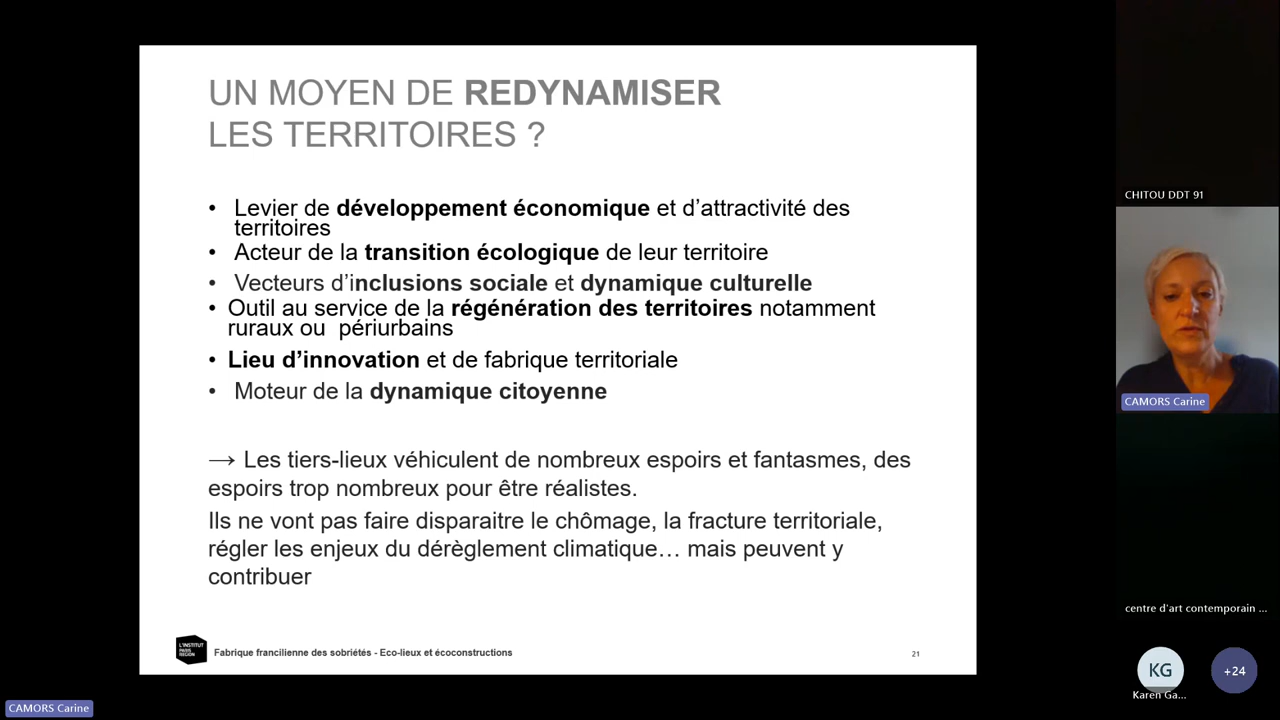 UN MOYEN DE REDYNAMISER
LES TERRITOIRES ?
• Levier de développement économique et d'attractivité des
territoires
• Acteur de la transition écologique de leur territoire
• Vecteurs d'inclusions sociale et dynamique culturelle
• Outil au service de la régénération des territoires notamment
ruraux ou périurbains
• Lieu d'innovation et de fabrique territoriale
• Moteur de la dynamique citoyenne
→ Les tiers-lieux véhiculent de nombreux espoirs et fantasmes, des
espoirs trop nombreux pour être réalistes.
Ils ne vont pas faire disparaitre le chômage, la fracture territoriale,
régler les enjeux du dérèglement climatique… mais peuvent y
contribuer
L'INSTITUT
PARIS
REGION
Fabrique francilienne des sobriétés - Eco-lieux et écoconstructions
21
CHITOU DDT 91
CAMORS Carine
centre d'art contemporain ...
KG
+24
Karen Ga...
CAMORS Carine